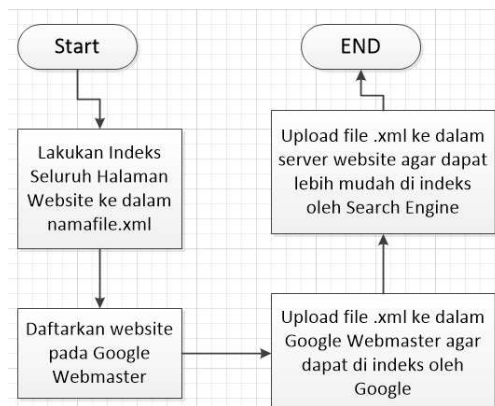 Start
Lakukan Indeks
Seluruh Halaman
Website ke dalam
namafile.xml
Daftarkan website
pada Google
Webmaster
Upload file .xml ke dalam
Google Webmaster agar
dapat di indeks oleh
Google
Upload file .xml ke dalam
server website agar dapat
lebih mudah di indeks
oleh Search Engine
END